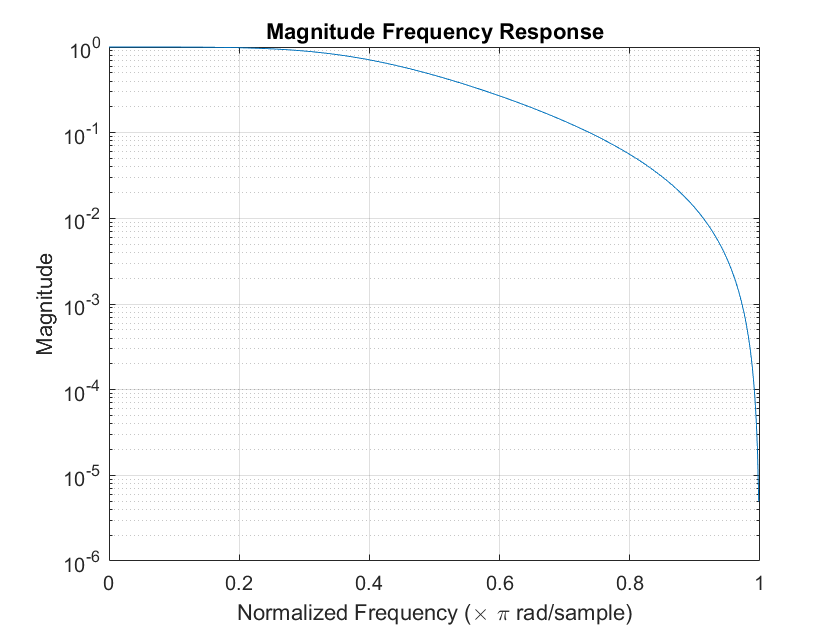 Magnitude Frequency Response
10^0
10^-1
10^-2
10^-3
10^-4
10^-5
10^-6
Magnitude
0 0.2 0.4 0.6 0.8 1
Normalized Frequency (× π rad/sample)